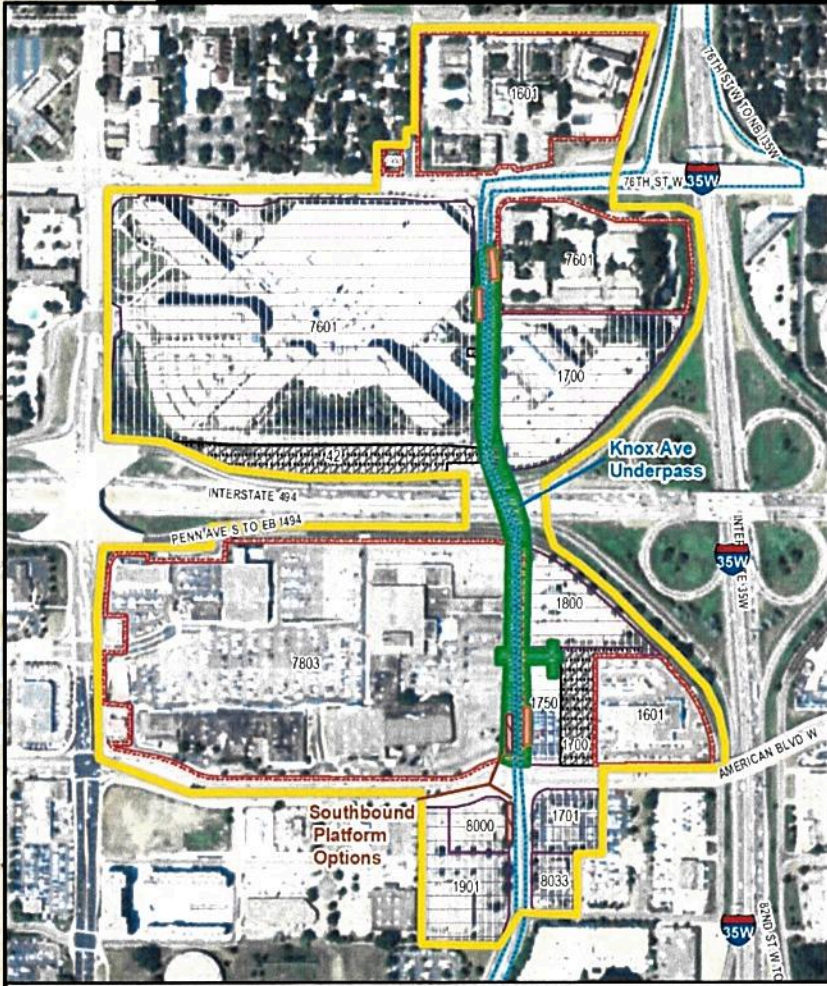 1601
76TH ST W TO NB I35W
76TH ST W
35W
7601
7601
1700
Knox Ave
Underpass
INTERSTATE 494
PENN AVE S TO EB I494
35W
1800
7803
1750
1700
1601
AMERICAN BLVD W
Southbound
Platform
Options
8000
1701
1901
8033
35W
82ND ST W TO